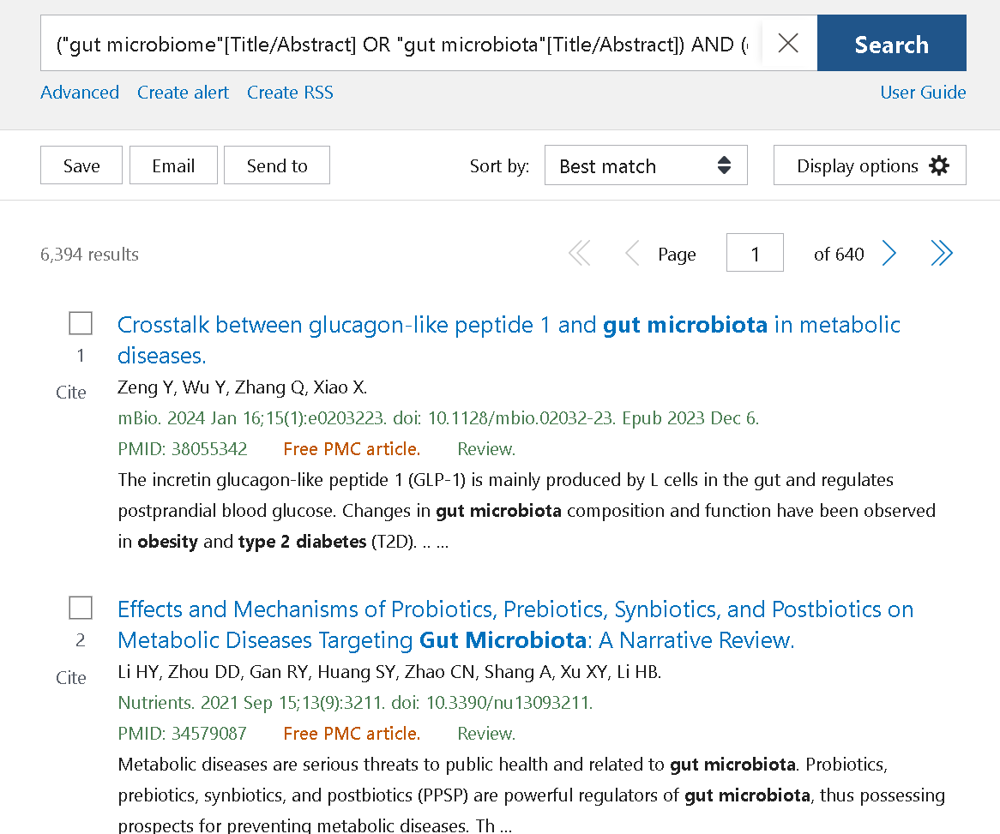 ("gut microbiome"[Title/Abstract] OR "gut microbiota"[Title/Abstract]) AND (
Search
Advanced Create alert Create RSS User Guide
Save Email Send to Sort by: Best match Display options
6,394 results Page 1 of 640
Crosstalk between glucagon-like peptide 1 and gut microbiota in metabolic
diseases.
1
Cite
Zeng Y, Wu Y, Zhang Q, Xiao X.
mBio. 2024 Jan 16;15(1):e0203223. doi: 10.1128/mbio.02032-23. Epub 2023 Dec 6.
PMID: 38055342 Free PMC article. Review.
The incretin glucagon-like peptide 1 (GLP-1) is mainly produced by L cells in the gut and regulates
postprandial blood glucose. Changes in gut microbiota composition and function have been observed
in obesity and type 2 diabetes (T2D). .. ...
Effects and Mechanisms of Probiotics, Prebiotics, Synbiotics, and Postbiotics on
2
Metabolic Diseases Targeting Gut Microbiota: A Narrative Review.
Cite
Li HY, Zhou DD, Gan RY, Huang SY, Zhao CN, Shang A, Xu XY, Li HB.
Nutrients. 2021 Sep 15;13(9):3211. doi: 10.3390/nu13093211.
PMID: 34579087 Free PMC article. Review.
Metabolic diseases are serious threats to public health and related to gut microbiota. Probiotics,
prebiotics, synbiotics, and postbiotics (PPSP) are powerful regulators of gut microbiota, thus possessing
prospects for preventing metabolic diseases. Th ...